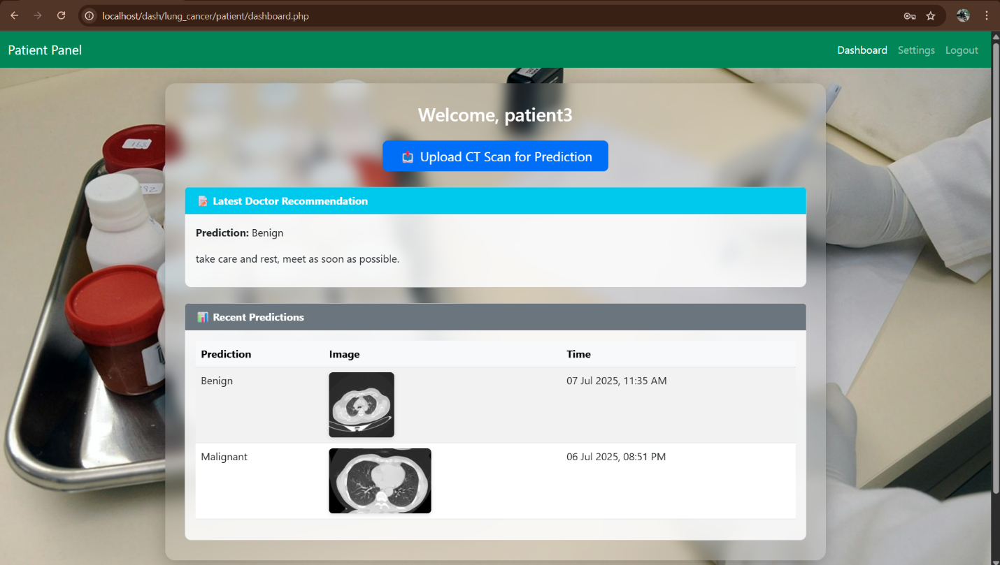 localhost/dash/lung_cancer/patient/dashboard.php
Patient Panel
Dashboard Settings Logout
Welcome, patient3
Upload CT Scan for Prediction
Latest Doctor Recommendation
Prediction: Benign
take care and rest, meet as soon as possible.
Recent Predictions
Prediction Image Time
Benign 07 Jul 2025, 11:35 AM
Malignant 06 Jul 2025, 08:51 PM
168